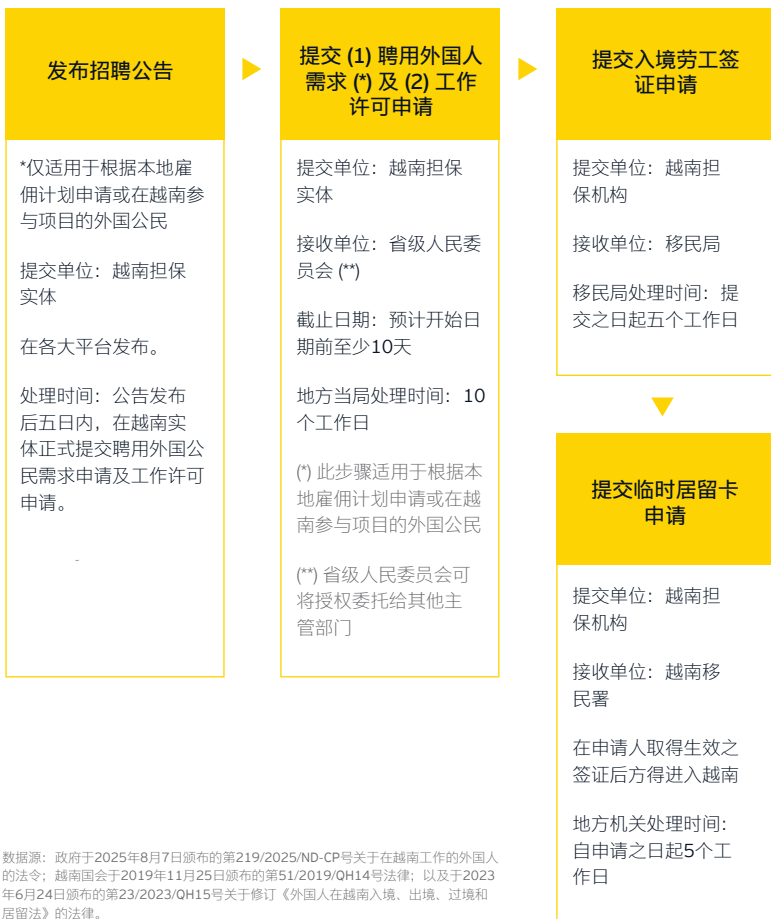 发布招聘公告
*仅适用于根据本地雇
佣计划申请或在越南参
与项目的外国公民
提交单位：越南担保
实体
在各大平台发布。
处理时间：公告发布
后五日内，在越南实
体正式提交聘用外国公
民需求申请及工作许可
申请。
-
提交 (1) 聘用外国人
需求 (*) 及 (2) 工作
许可申请
提交单位：越南担保
实体
接收单位：省级人民委
员会 (**)
截止日期：预计开始日
期前至少10天
地方当局处理时间：10
个工作日
(*) 此步骤适用于根据本
地雇佣计划申请或在越
南参与项目的外国公民
(**) 省级人民委员会可
将授权委托给其他主
管部门
提交入境劳工签
证申请
提交单位：越南担
保机构
接收单位：移民局
移民局处理时间：提
交之日起五个工作日
提交临时居留卡
申请
提交单位：越南担
保机构
接收单位：越南移
民署
在申请人取得生效之
签证后方得进入越南
地方机关处理时间：
自申请之日起5个工
作日
数据源：政府于2025年8月7日颁布的第219/2025/ND-CP号关于在越南工作的外国人
的法令；越南国会于2019年11月25日颁布的第51/2019/QH14号法律；以及于2023
年6月24日颁布的第23/2023/QH15号关于修订《外国人在越南入境、出境、过境和
居留法》的法律。